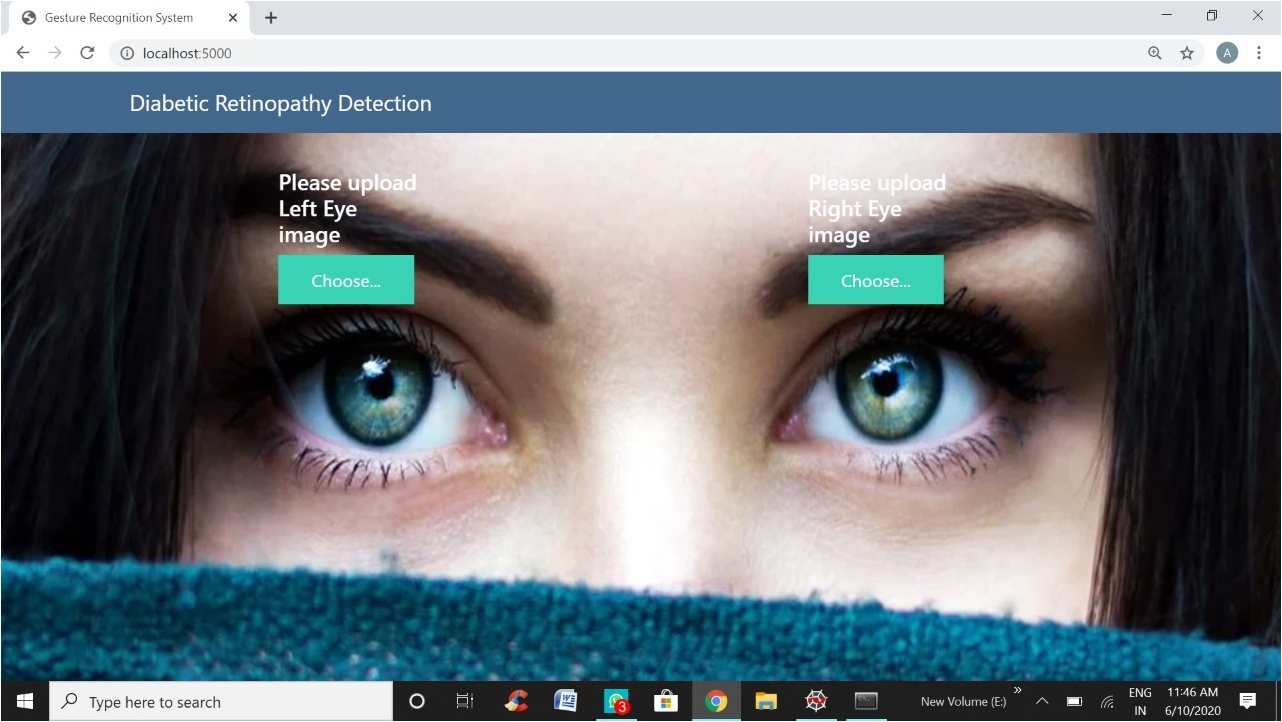 Gesture Recognition System
localhost:5000
A
Diabetic Retinopathy Detection
Please upload
Left Eye
image
Choose...
Please upload
Right Eye
image
Choose...
Type here to search
3
New Volume (E:)
ENG
IN
11:46 AM
6/10/2020